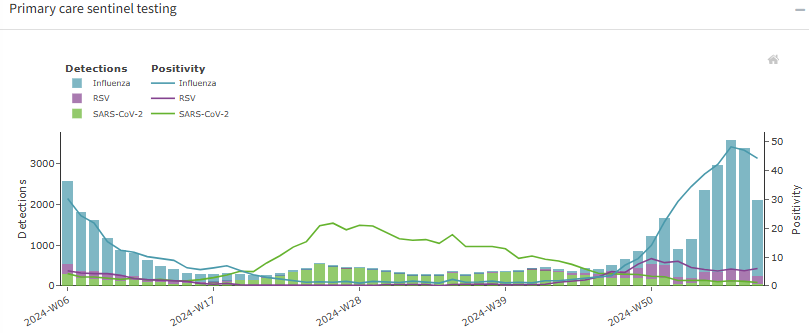 Primary care sentinel testing
Detections Positivity
Influenza Influenza
RSV RSV
SARS-CoV-2 SARS-CoV-2
Detections
3000
2000
1000
0
50
40
30
20
10
0
Positivity
2024-W06 2024-W17 2024-W28 2024-W39 2024-W50